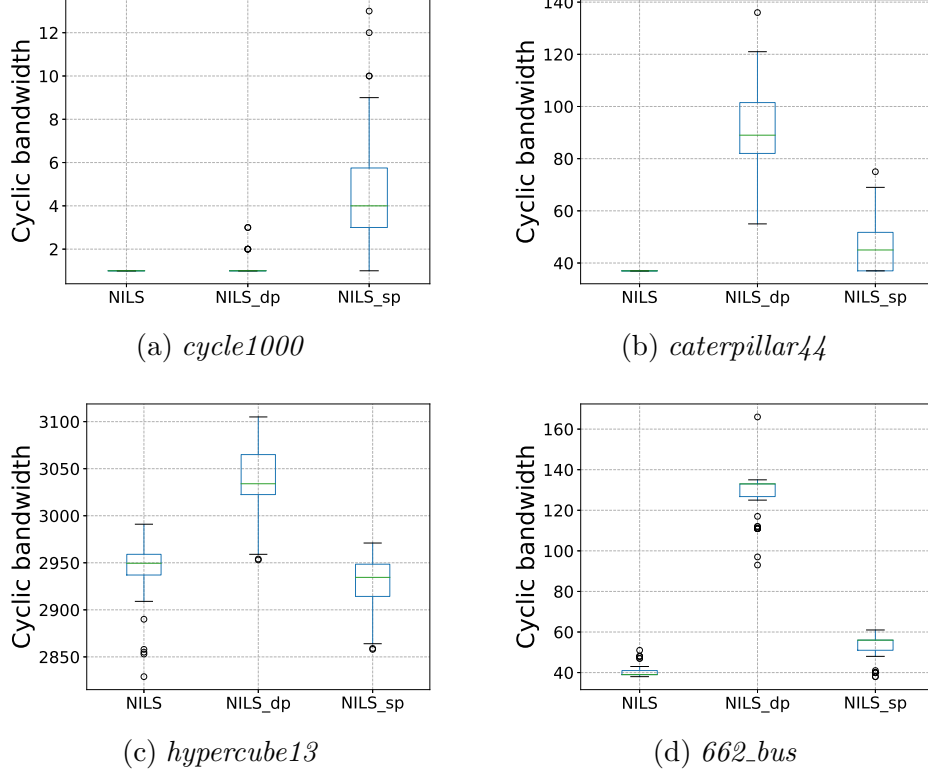 Cyclic bandwidth
12
10
8
6
4
2
NILS
NILS_dp
NILS_sp
(a) cycle1000
Cyclic bandwidth
140
120
100
80
60
40
NILS
NILS_dp
NILS_sp
(b) caterpillar44
Cyclic bandwidth
3100
3050
3000
2950
2900
2850
NILS
NILS_dp
NILS_sp
(c) hypercube13
Cyclic bandwidth
160
140
120
100
80
60
40
NILS
NILS_dp
NILS_sp
(d) 662_bus